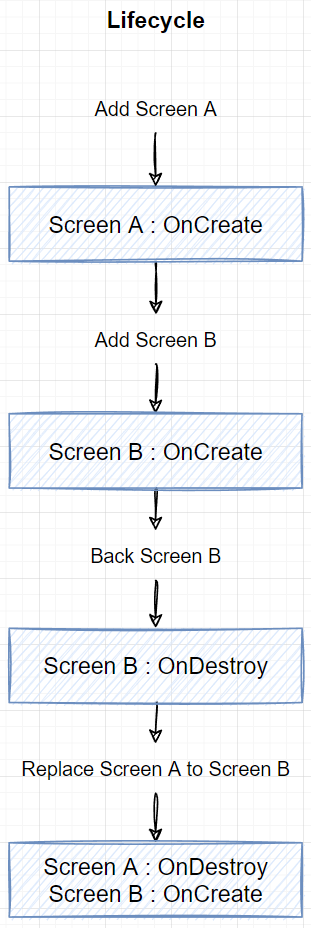 Lifecycle
Add Screen A
Screen A : OnCreate
Add Screen B
Screen B : OnCreate
Back Screen B
Screen B : OnDestroy
Replace Screen A to Screen B
Screen A : OnDestroy
Screen B : OnCreate